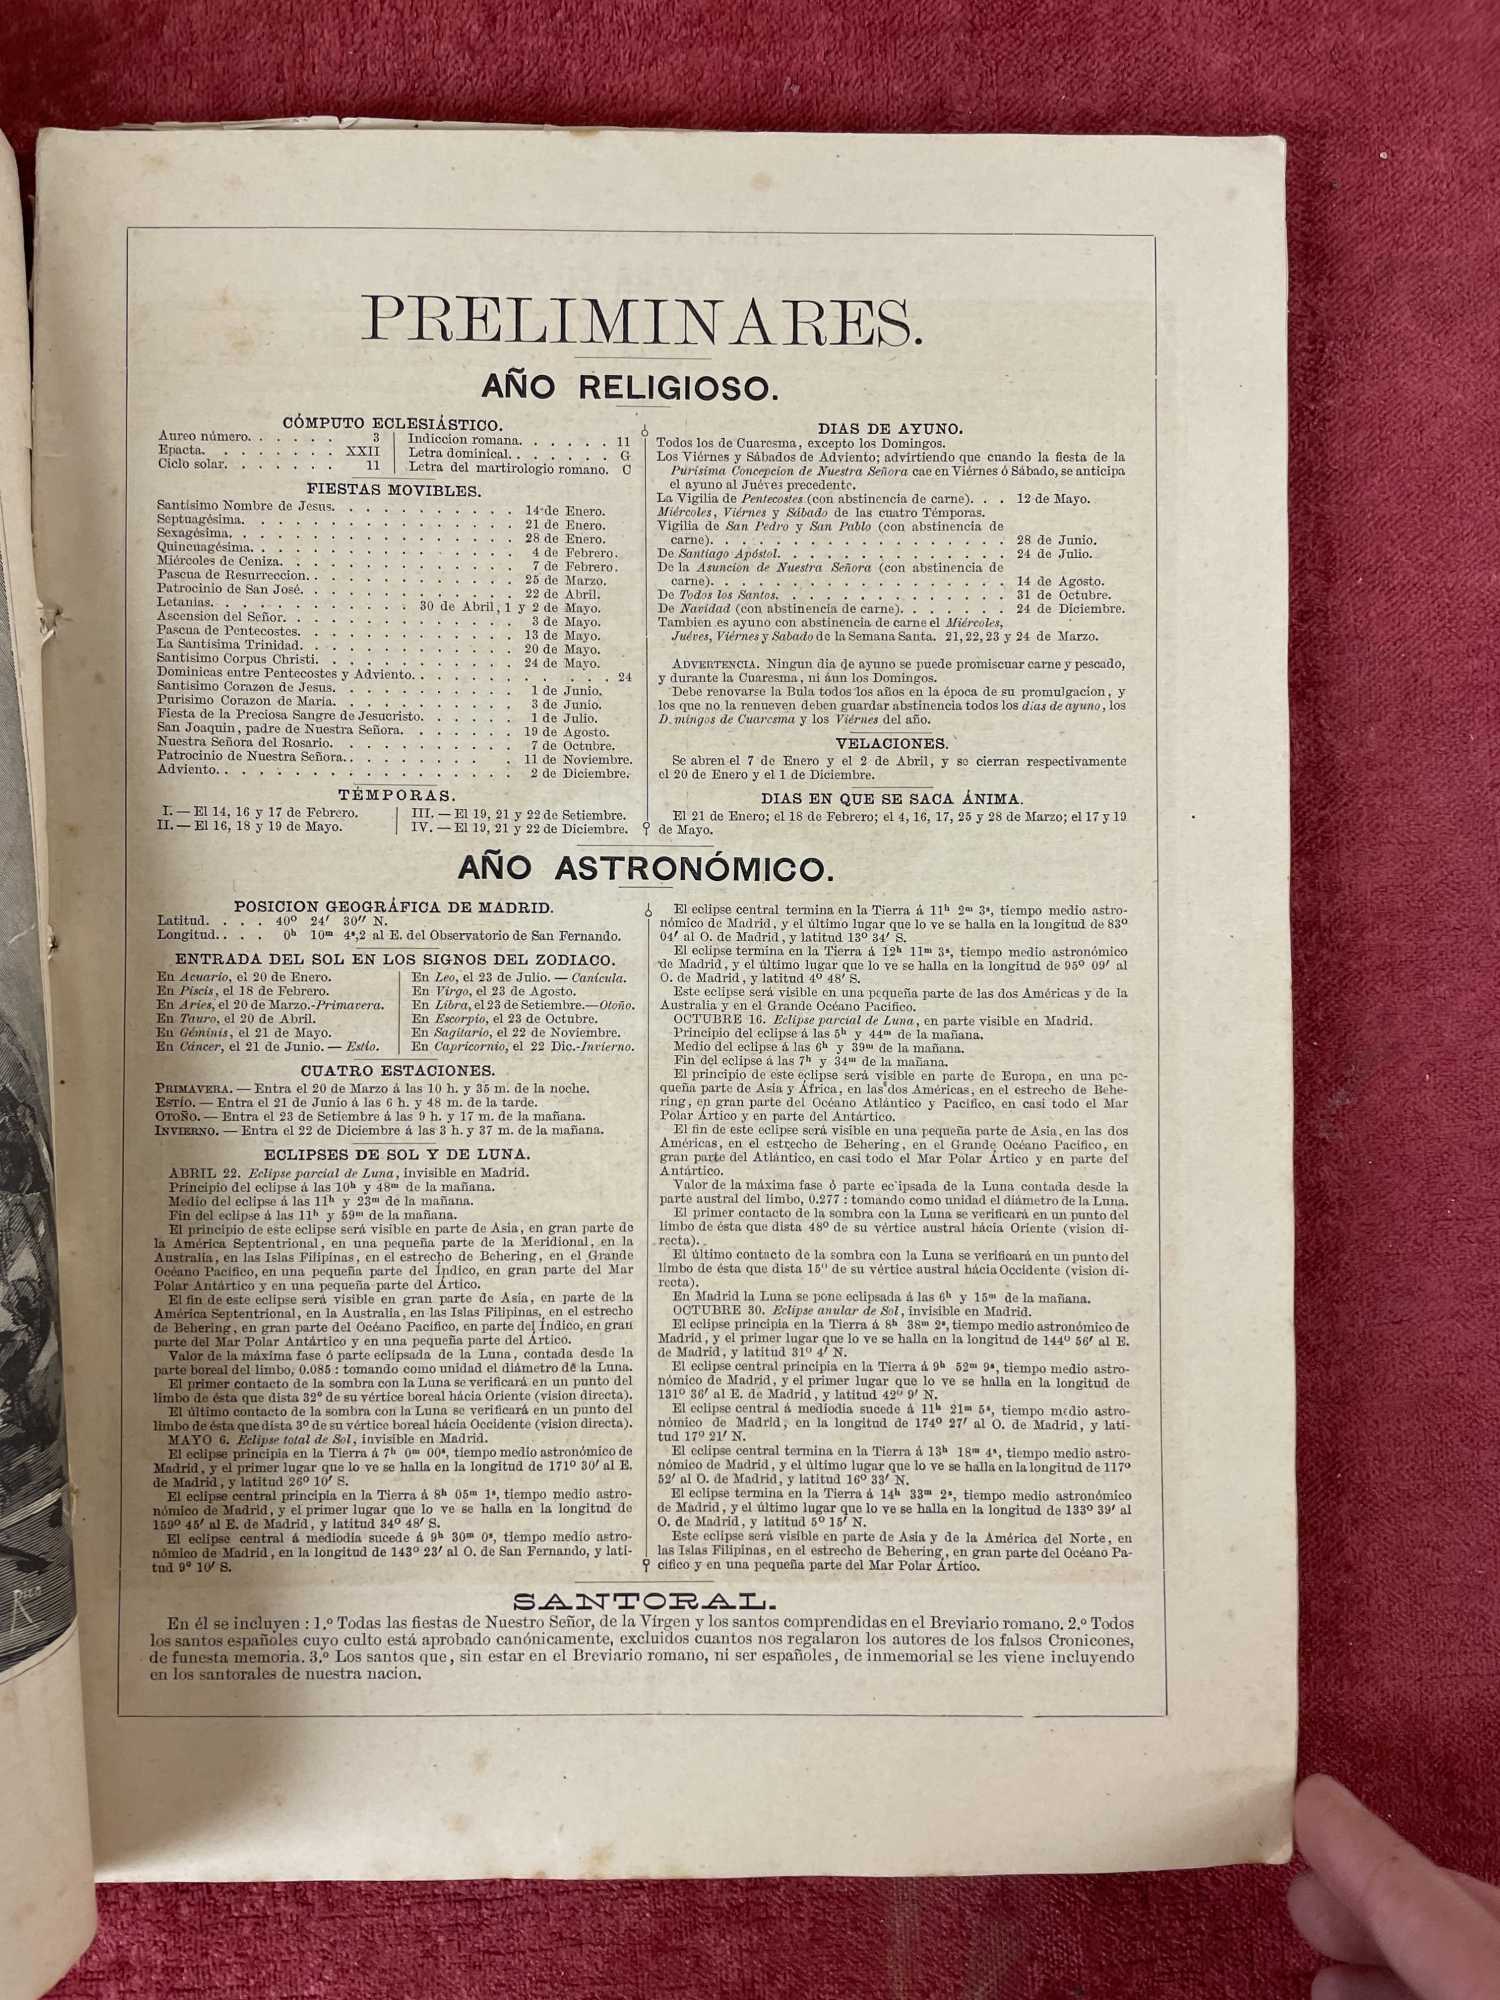 PRELIMINARES.
AÑO RELIGIOSO.
CÓMPUTO ECLESIÁSTICO.
Aureo número. . . . . . 3
Epacta. . . . . . . . XXII
Ciclo solar. . . . . . . 11
Indiccion romana. . . . . . 11
Letra dominical. . . . . . . G
Letra del martirologio romano. C
FIESTAS MOVIBLES.
Santísimo Nombre de Jesus. . . . . . . . . . . 14 de Enero.
Septuagésima. . . . . . . . . . . . . . . . 21 de Enero.
Sexagésima. . . . . . . . . . . . . . . . . 28 de Enero.
Quincuagésima. . . . . . . . . . . . . . . . 4 de Febrero.
Miércoles de Ceniza. . . . . . . . . . . . . . 7 de Febrero.
Pascua de Resurreccion. . . . . . . . . . . . . 25 de Marzo.
Patrocinio de San José. . . . . . . . . . . . . 22 de Abril.
Letanias. . . . . . . . . . . . 30 de Abril, 1 y 2 de Mayo.
Ascension del Señor. . . . . . . . . . . . . . 3 de Mayo.
Pascua de Pentecostes. . . . . . . . . . . . . 13 de Mayo.
La Santísima Trinidad. . . . . . . . . . . . . 20 de Mayo.
Santísimo Corpus Christi. . . . . . . . . . . . 24 de Mayo.
Dominicas entre Pentecostes y Adviento. . . . . . . . . . . . 24
Santísimo Corazon de Jesus. . . . . . . . . . . 1 de Junio.
Purísimo Corazon de María. . . . . . . . . . . 3 de Junio.
Fiesta de la Preciosa Sangre de Jesucristo. . . . . . 1 de Julio.
San Joaquin, padre de Nuestra Señora. . . . . . . 19 de Agosto.
Nuestra Señora del Rosario. . . . . . . . . . . 7 de Octubre.
Patrocinio de Nuestra Señora. . . . . . . . . . 11 de Noviembre.
Adviento. . . . . . . . . . . . . . . . . . 2 de Diciembre.
TÉMPORAS.
I. — El 14, 16 y 17 de Febrero.
II. — El 16, 18 y 19 de Mayo.
III. — El 19, 21 y 22 de Setiembre.
IV. — El 19, 21 y 22 de Diciembre.
DIAS DE AYUNO.
Todos los de Cuaresma, excepto los Domingos.
Los Viérnes y Sábados de Adviento; advirtiendo que cuando la fiesta de la
Purísima Concepcion de Nuestra Señora cae en Viérnes ó Sábado, se anticipa
el ayuno al Juéves precedente.
La Vigilia de Pentecostes (con abstinencia de carne). . . 12 de Mayo.
Miércoles, Viérnes y Sábado de las cuatro Témporas.
Vigilia de San Pedro y San Pablo (con abstinencia de
carne). . . . . . . . . . . . . . . . . . 28 de Junio.
De Santiago Apóstol. . . . . . . . . . . . . . 24 de Julio.
De la Asuncion de Nuestra Señora (con abstinencia de
carne). . . . . . . . . . . . . . . . . . 14 de Agosto.
De Todos los Santos. . . . . . . . . . . . . . 31 de Octubre.
De Navidad (con abstinencia de carne). . . . . . . 24 de Diciembre.
Tambien es ayuno con abstinencia de carne el Miércoles,
Juéves, Viérnes y Sabado de la Semana Santa. 21, 22, 23 y 24 de Marzo.
ADVERTENCIA. Ningun dia de ayuno se puede promiscuar carne y pescado,
y durante la Cuaresma, ni áun los Domingos.
Debe renovarse la Bula todos los años en la época de su promulgacion, y
los que no la renueven deben guardar abstinencia todos los dias de ayuno, los
D.mingos de Cuaresma y los Viérnes del año.
VELACIONES.
Se abren el 7 de Enero y el 2 de Abril, y se cierran respectivamente
el 20 de Enero y el 1 de Diciembre.
DIAS EN QUE SE SACA ÁNIMA.
El 21 de Enero; el 18 de Febrero; el 4, 16, 17, 25 y 28 de Marzo; el 17 y 19
de Mayo.
AÑO ASTRONÓMICO.
POSICION GEOGRÁFICA DE MADRID.
Latitud. . . . 40º 24′ 30″ N.
Longitud. . . . 0h 10m 4s,2 al E. del Observatorio de San Fernando.
ENTRADA DEL SOL EN LOS SIGNOS DEL ZODIACO.
En Acuario, el 20 de Enero.
En Piscis, el 18 de Febrero.
En Aries, el 20 de Marzo.-Primavera.
En Tauro, el 20 de Abril.
En Géminis, el 21 de Mayo.
En Cáncer, el 21 de Junio. — Estío.
En Leo, el 23 de Julio. — Canícula.
En Virgo, el 23 de Agosto.
En Libra, el 23 de Setiembre.—Otoño.
En Escorpio, el 23 de Octubre.
En Sagitario, el 22 de Noviembre.
En Capricornio, el 22 Dic.-Invierno.
CUATRO ESTACIONES.
PRIMAVERA. — Entra el 20 de Marzo á las 10 h. y 35 m. de la noche.
ESTÍO. — Entra el 21 de Junio á las 6 h. y 48 m. de la tarde.
OTOÑO. — Entra el 23 de Setiembre á las 9 h. y 17 m. de la mañana.
INVIERNO. — Entra el 22 de Diciembre á las 3 h. y 37 m. de la mañana.
ECLIPSES DE SOL Y DE LUNA.
ABRIL 22. Eclipse parcial de Luna, invisible en Madrid.
Principio del eclipse á las 10h y 48m de la mañana.
Medio del eclipse á las 11h y 23m de la mañana.
Fin del eclipse á las 11h y 59m de la mañana.
El principio de este eclipse será visible en parte de Asia, en gran parte de
la América Septentrional, en una pequeña parte de la Meridional, en la
Australia, en las Islas Filipinas, en el estrecho de Behering, en el Grande
Océano Pacífico, en una pequeña parte del Índico, en gran parte del Mar
Polar Antártico y en una pequeña parte del Ártico.
El fin de este eclipse será visible en gran parte de Asia, en parte de la
América Septentrional, en la Australia, en las Islas Filipinas, en el estrecho
de Behering, en gran parte del Océano Pacífico, en parte del Índico, en gran
parte del Mar Polar Antártico y en una pequeña parte del Ártico.
Valor de la máxima fase ó parte eclipsada de la Luna, contada desde la
parte boreal del limbo, 0.085 : tomando como unidad el diámetro de la Luna.
El primer contacto de la sombra con la Luna se verificará en un punto del
limbo de ésta que dista 32º de su vértice boreal hácia Oriente (vision directa).
El último contacto de la sombra con la Luna se verificará en un punto del
limbo de ésta que dista 3º de su vértice boreal hácia Occidente (vision directa).
MAYO 6. Eclipse total de Sol, invisible en Madrid.
El eclipse principia en la Tierra á 7h 0m 00s, tiempo medio astronómico de
Madrid, y el primer lugar que lo ve se halla en la longitud de 171º 30′ al E.
de Madrid, y latitud 26º 10′ S.
El eclipse central principia en la Tierra á 8h 05m 1s, tiempo medio astro-
nómico de Madrid, y el primer lugar que lo ve se halla en la longitud de
159º 45′ al E. de Madrid, y latitud 34º 48′ S.
El eclipse central á mediodia sucede á 9h 30m 0s, tiempo medio astro-
nómico de Madrid, en la longitud de 143º 23′ al O. de San Fernando, y lati-
tud 9º 10′ S.
El eclipse central termina en la Tierra á 11h 2m 3s, tiempo medio astro-
nómico de Madrid, y el último lugar que lo ve se halla en la longitud de 83º
04′ al O. de Madrid, y latitud 13º 34′ S.
El eclipse termina en la Tierra á 12h 11m 3s, tiempo medio astronómico
de Madrid, y el último lugar que lo ve se halla en la longitud de 95º 09′ al
O. de Madrid, y latitud 4º 48′ S.
Este eclipse será visible en una pequeña parte de las dos Américas y de la
Australia y en el Grande Océano Pacífico.
OCTUBRE 16. Eclipse parcial de Luna, en parte visible en Madrid.
Principio del eclipse á las 5h y 44m de la mañana.
Medio del eclipse á las 6h y 39m de la mañana.
Fin del eclipse á las 7h y 34m de la mañana.
El principio de este eclipse será visible en parte de Europa, en una pe-
queña parte de Asia y África, en las dos Américas, en el estrecho de Behe-
ring, en gran parte del Océano Atlántico y Pacífico, en casi todo el Mar
Polar Ártico y en parte del Antártico.
El fin de este eclipse será visible en una pequeña parte de Asia, en las dos
Américas, en el estrecho de Behering, en el Grande Océano Pacífico, en
gran parte del Atlántico, en casi todo el Mar Polar Ártico y en parte del
Antártico.
Valor de la máxima fase ó parte ec'ipsada de la Luna contada desde la
parte austral del limbo, 0.277 : tomando como unidad el diámetro de la Luna.
El primer contacto de la sombra con la Luna se verificará en un punto del
limbo de ésta que dista 48º de su vértice austral hácia Oriente (vision di-
recta).
El último contacto de la sombra con la Luna se verificará en un punto del
limbo de ésta que dista 15º de su vértice austral hácia Occidente (vision di-
recta).
En Madrid la Luna se pone eclipsada á las 6h y 15m de la mañana.
OCTUBRE 30. Eclipse anular de Sol, invisible en Madrid.
El eclipse principia en la Tierra á 8h 38m 2s, tiempo medio astronómico de
Madrid, y el primer lugar que lo ve se halla en la longitud de 144º 56′ al E.
de Madrid, y latitud 31º 4′ N.
El eclipse central principia en la Tierra á 9h 52m 9s, tiempo medio astro-
nómico de Madrid, y el primer lugar que lo ve se halla en la longitud de
131º 36′ al E. de Madrid, y latitud 42º 9′ N.
El eclipse central á mediodia sucede á 11h 21m 5s, tiempo medio astro-
nómico de Madrid, en la longitud de 174º 27′ al O. de Madrid, y lati-
tud 17º 21′ N.
El eclipse central termina en la Tierra á 13h 18m 4s, tiempo medio astro-
nómico de Madrid, y el último lugar que lo ve se halla en la longitud de 117º
52′ al O. de Madrid, y latitud 16º 33′ N.
El eclipse termina en la Tierra á 14h 33m 2s, tiempo medio astronómico
de Madrid, y el último lugar que lo ve se halla en la longitud de 133º 39′ al
O. de Madrid, y latitud 5º 15′ N.
Este eclipse será visible en parte de Asia y de la América del Norte, en
las Islas Filipinas, en el estrecho de Behering, en gran parte del Océano Pa-
cífico y en una pequeña parte del Mar Polar Ártico.
SANTORAL.
En él se incluyen : 1.º Todas las fiestas de Nuestro Señor, de la Vírgen y los santos comprendidas en el Breviario romano. 2.º Todos
los santos españoles cuyo culto está aprobado canónicamente, excluidos cuantos nos regalaron los autores de los falsos Cronicones,
de funesta memoria. 3.º Los santos que, sin estar en el Breviario romano, ni ser españoles, de inmemorial se les viene incluyendo
en los santorales de nuestra nacion.